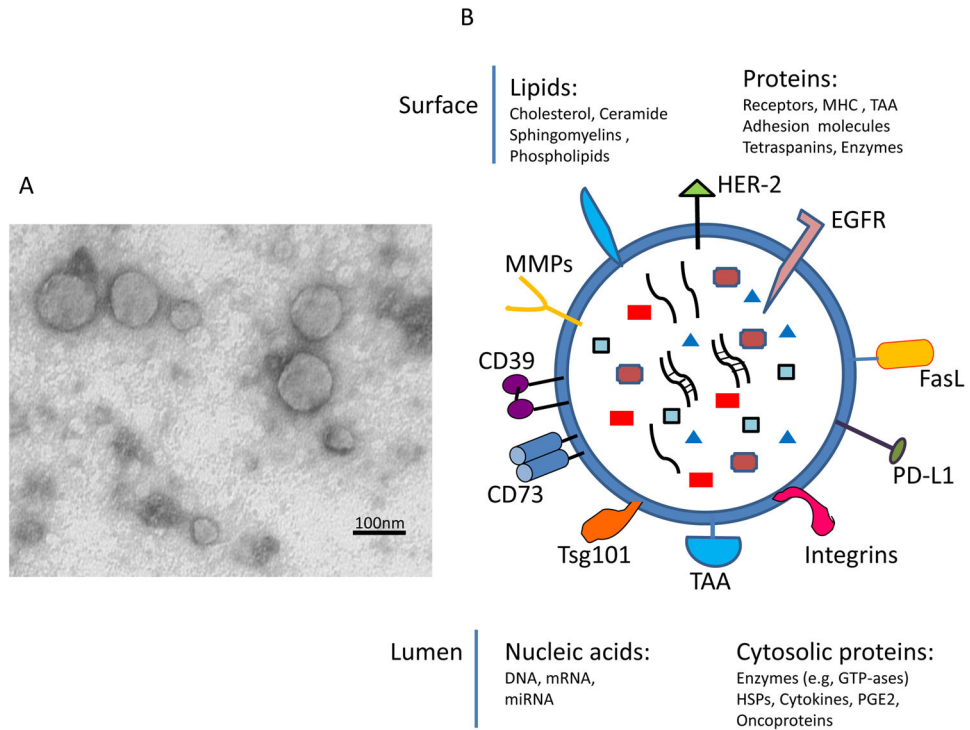 B
Surface
Lipids:
Cholesterol, Ceramide
Sphingomyelins ,
Phospholipids
Proteins:
Receptors, MHC , TAA
Adhesion molecules
Tetraspanins, Enzymes
A
100nm
HER-2
EGFR
MMPs
CD39
FasL
CD73
PD-L1
Tsg101
TAA
Integrins
Lumen
Nucleic acids:
DNA, mRNA,
miRNA
Cytosolic proteins:
Enzymes (e.g, GTP-ases)
HSPs, Cytokines, PGE2,
Oncoproteins